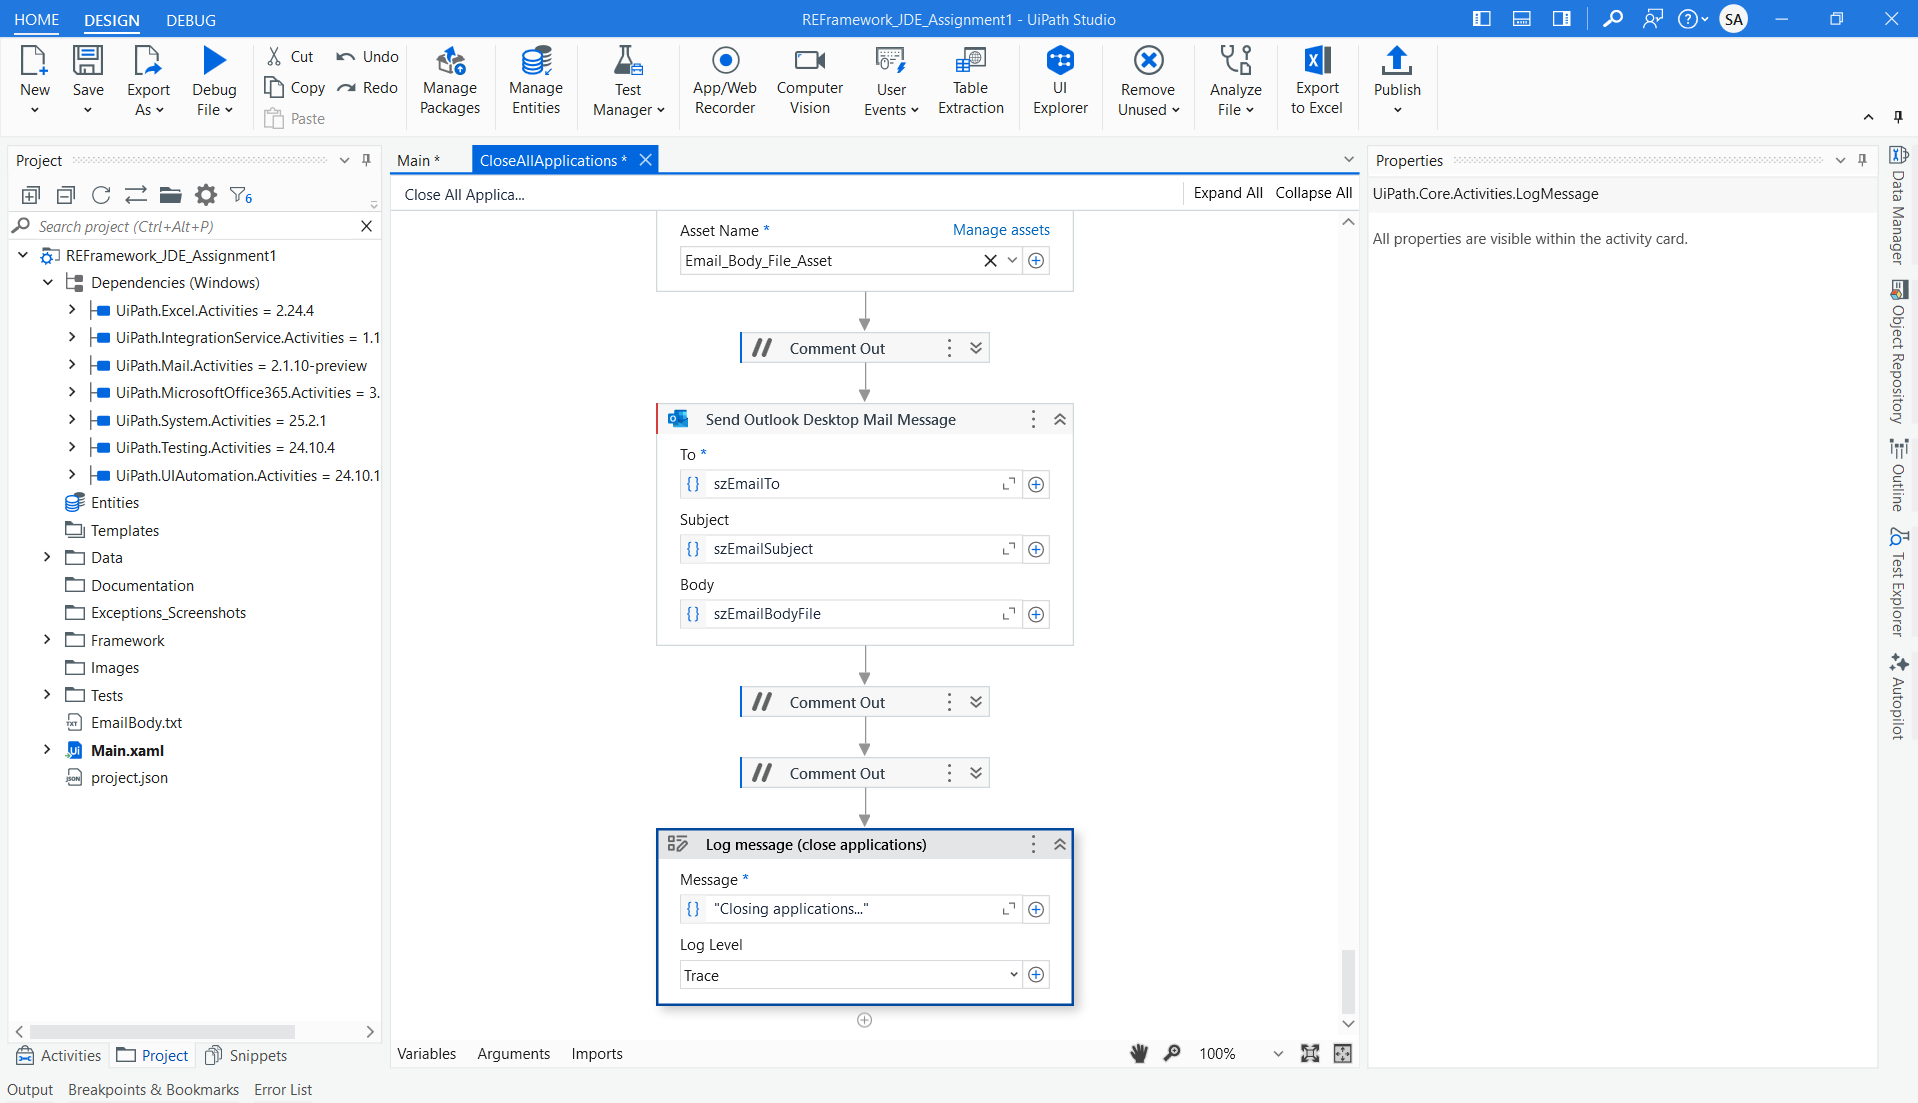 HOME DESIGN DEBUG
REFramework_JDE_Assignment1 - UiPath Studio
SA
New
Save
Export As
Debug File
Cut
Copy
Paste
Undo
Redo
Manage Packages
Manage Entities
Test Manager
App/Web Recorder
Computer Vision
User Events
Table Extraction
UI Explorer
Remove Unused
Analyze File
Export to Excel
Publish
Project
6
Search project (Ctrl+Alt+P)
REFramework_JDE_Assignment1
Dependencies (Windows)
UiPath.Excel.Activities = 2.24.4
UiPath.IntegrationService.Activities = 1.1
UiPath.Mail.Activities = 2.1.10-preview
UiPath.MicrosoftOffice365.Activities = 3.
UiPath.System.Activities = 25.2.1
UiPath.Testing.Activities = 24.10.4
UiPath.UIAutomation.Activities = 24.10.1
Entities
Templates
Data
Documentation
Exceptions_Screenshots
Framework
Images
Tests
TXT EmailBody.txt
Ui Main.xaml
JSON project.json
Activities Project Snippets
Output Breakpoints & Bookmarks Error List
Main * CloseAllApplications *
Close All Applica...
Expand All Collapse All
Asset Name * Manage assets
Email_Body_File_Asset
// Comment Out
Send Outlook Desktop Mail Message
To *
{} szEmailTo
Subject
{} szEmailSubject
Body
{} szEmailBodyFile
// Comment Out
// Comment Out
Log message (close applications)
Message *
{} "Closing applications..."
Log Level
Trace
Variables Arguments Imports
100%
Properties
UiPath.Core.Activities.LogMessage
All properties are visible within the activity card.
Data Manager
Object Repository
Outline
Test Explorer
Autopilot